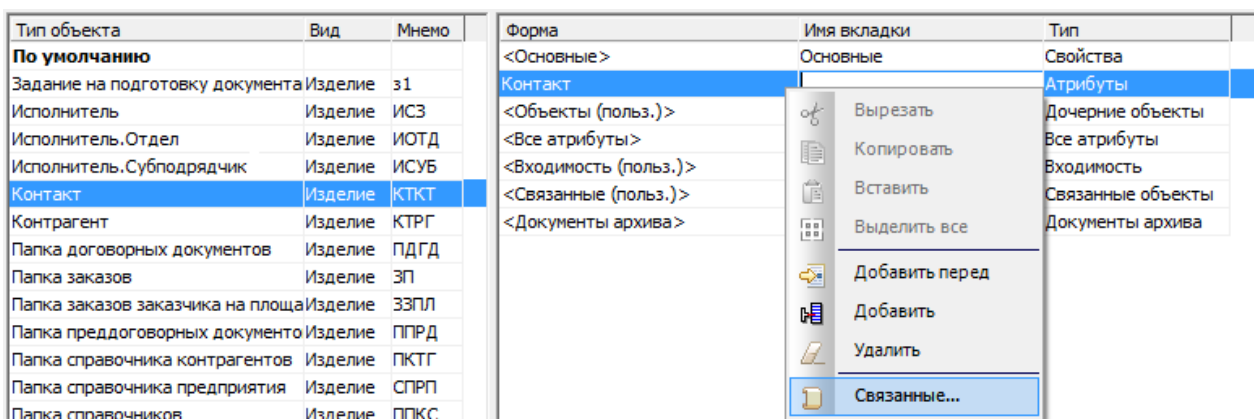 Тип объекта Вид Мнемо Форма Имя вкладки Тип
По умолчанию <Основные> Основные Свойства
Задание на подготовку документа Изделие з1 Контакт Атрибуты
Исполнитель Изделие ИСЗ <Объекты (польз.)> Вырезать Дочерние объекты
Исполнитель.Отдел Изделие ИОТД <Все атрибуты> Копировать Все атрибуты
Исполнитель.Субподрядчик Изделие ИСУБ <Входимость (польз.)> Входимость
Контакт Изделие КТКТ <Связанные (польз.)> Вставить Связанные объекты
Контрагент Изделие КТРГ <Документы архива> Выделить все Документы архива
Папка договорных документов Изделие ПДГД
Папка заказов Изделие ЗП Добавить перед
Папка заказов заказчика на площа Изделие ЗЗПЛ Добавить
Папка преддоговорных документо Изделие ППРД
Папка справочника контрагентов Изделие ПКТГ Удалить
Папка справочника предприятия Изделие СПРП Связанные...
Папка справочников Изделие ППКС